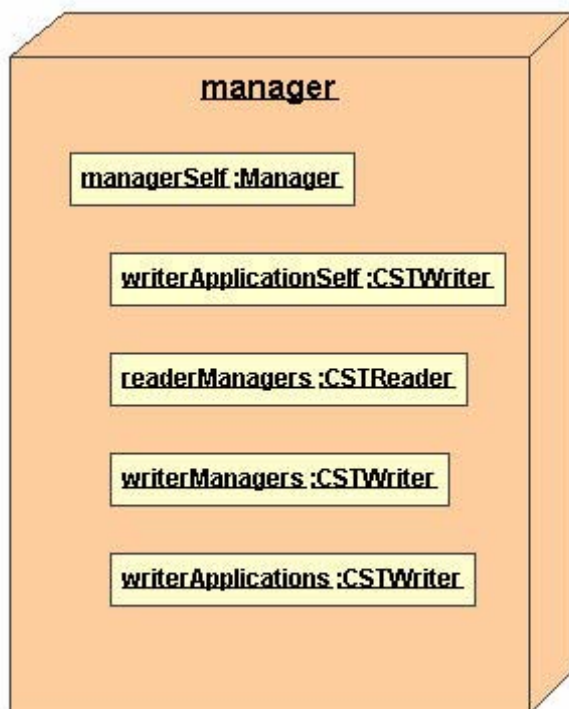 manager
managerSelf :Manager
writerApplicationSelf :CSTWriter
readerManagers :CSTReader
writerManagers :CSTWriter
writerApplications :CSTWriter